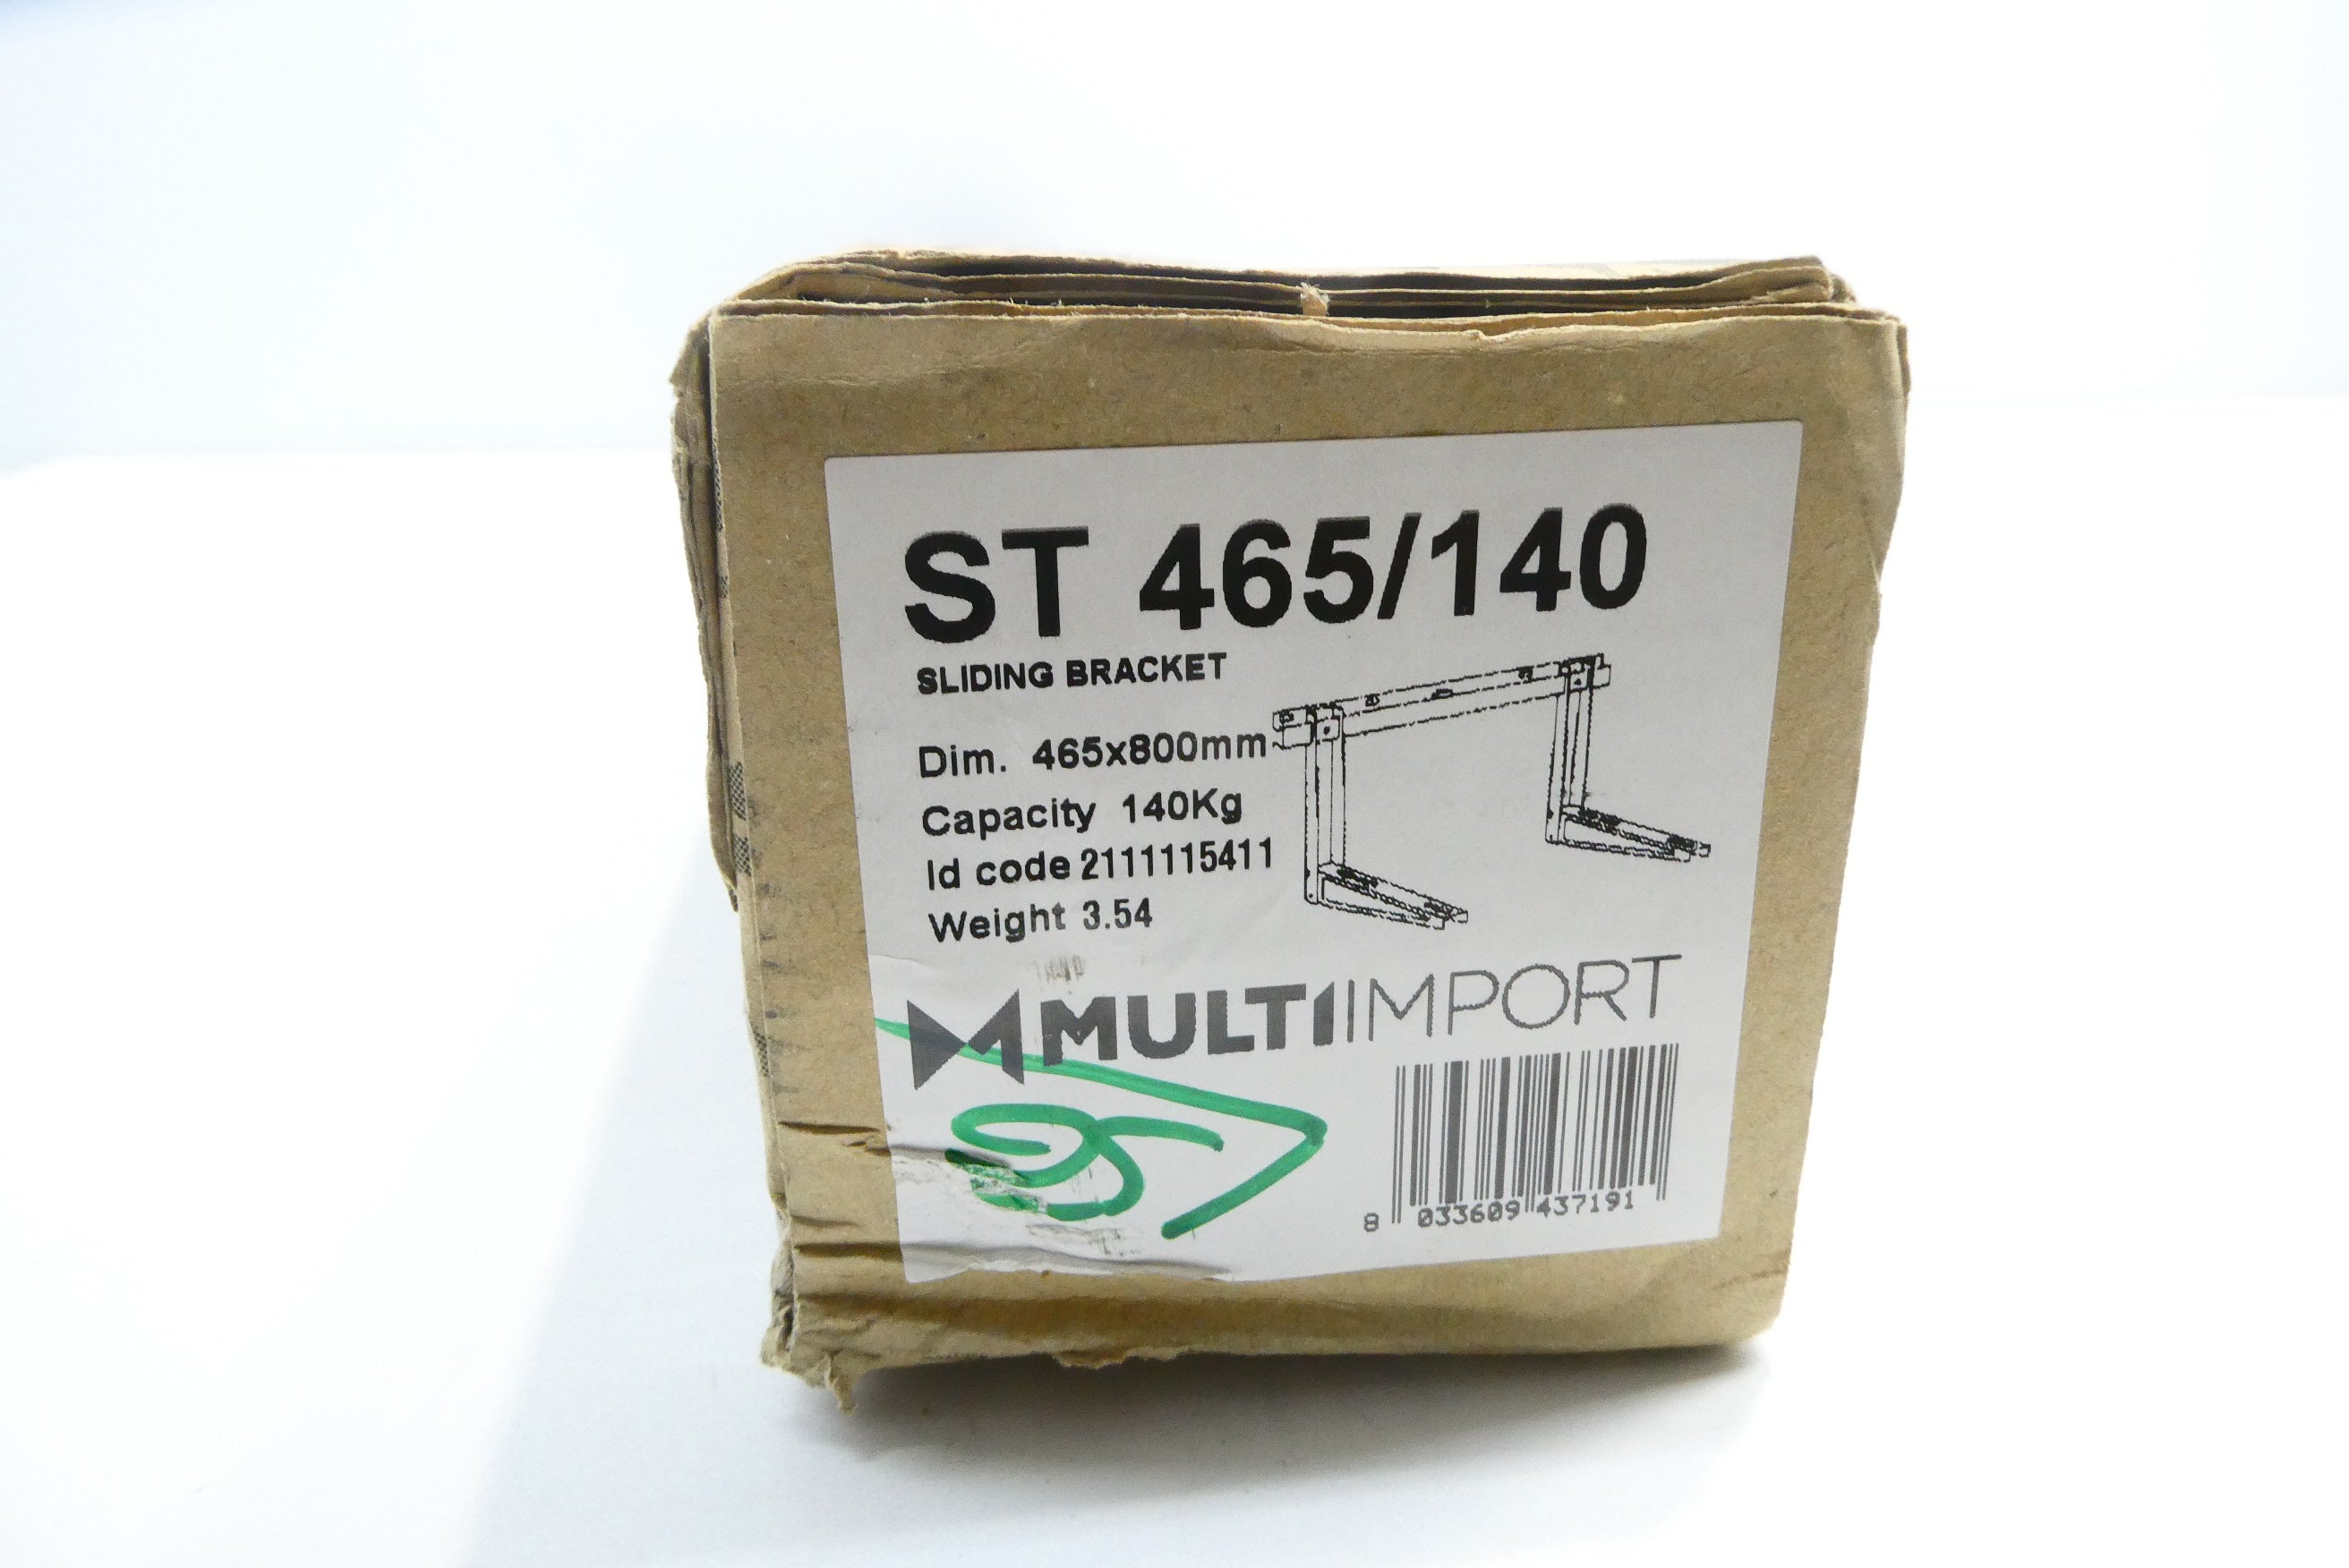 ST 465/140
SLIDING BRACKET
Dim. 465x800mm
Capacity 140Kg
Id code 2111115411
Weight 3.54
MULTIIMPORT
8 033609 437191